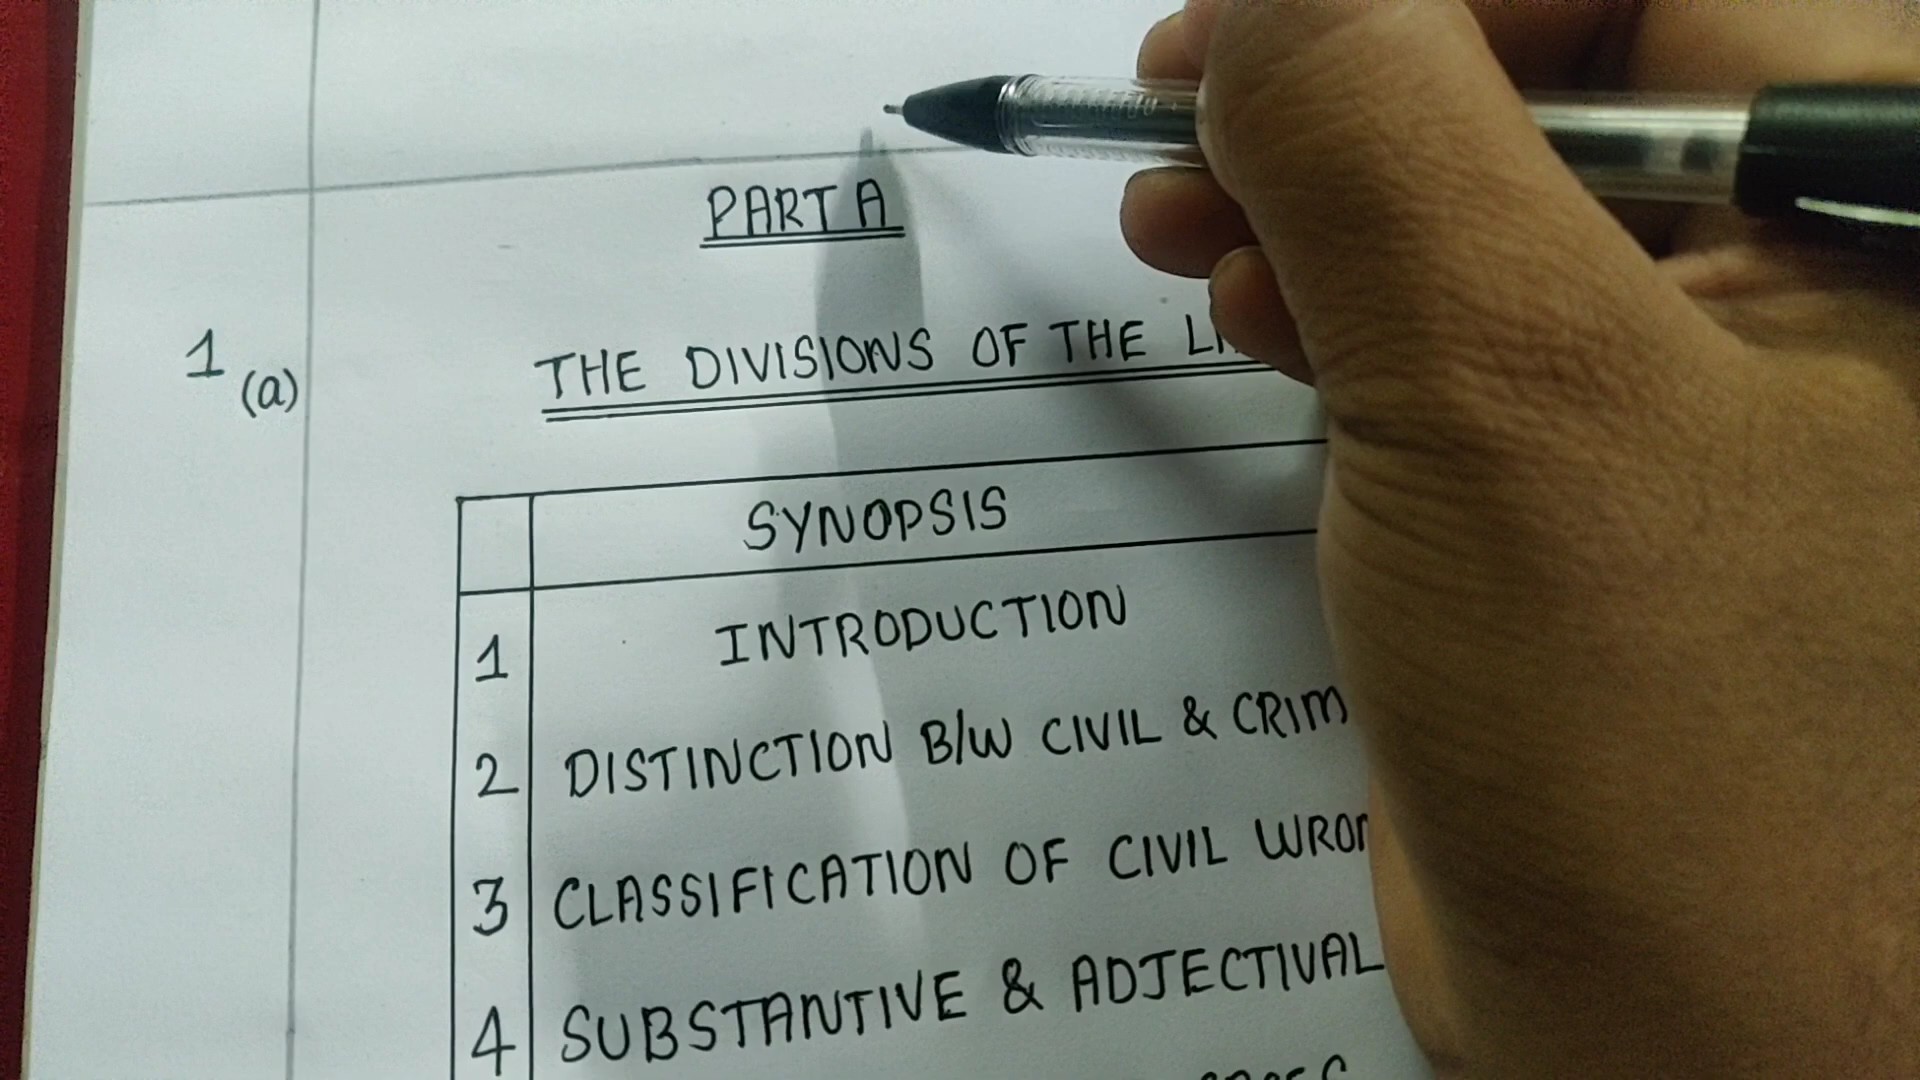 PART A
1 (a)
THE DIVISIONS OF THE
SYNOPSIS
1 INTRODUCTION
2 DISTINCTION B/W CIVIL & CRIM
3 CLASSIFICATION OF CIVIL WRON
4 SUBSTANTIVE & ADJECTIVAL